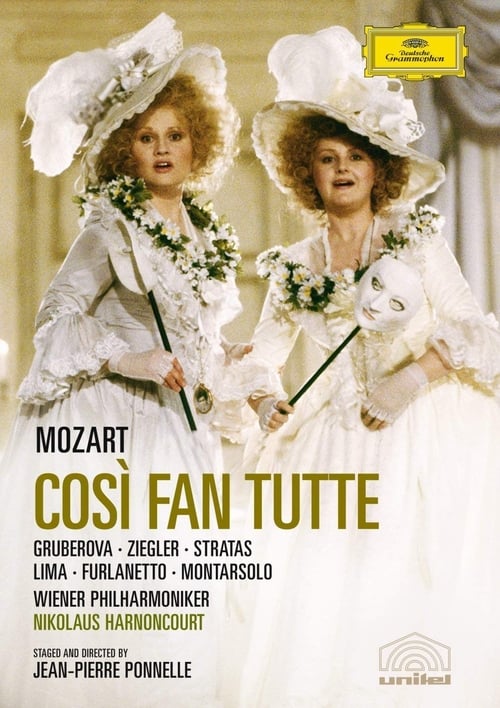 Deutsche
Grammophon
MOZART
COSÌ FAN TUTTE
GRUBEROVA · ZIEGLER · STRATAS
LIMA · FURLANETTO · MONTARSOLO
WIENER PHILHARMONIKER
NIKOLAUS HARNONCOURT
STAGED AND DIRECTED BY
JEAN-PIERRE PONNELLE
unitel